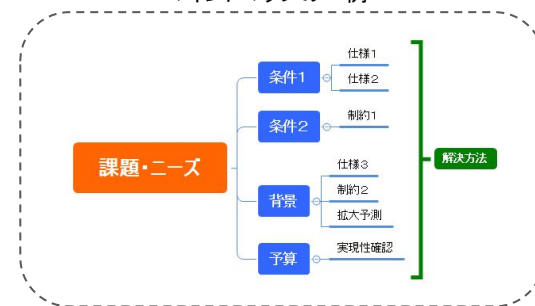 課題・ニーズ
条件1
仕様1
仕様2
条件2
制約1
背景
仕様3
制約2
拡大予測
予算
実現性確認
解決方法